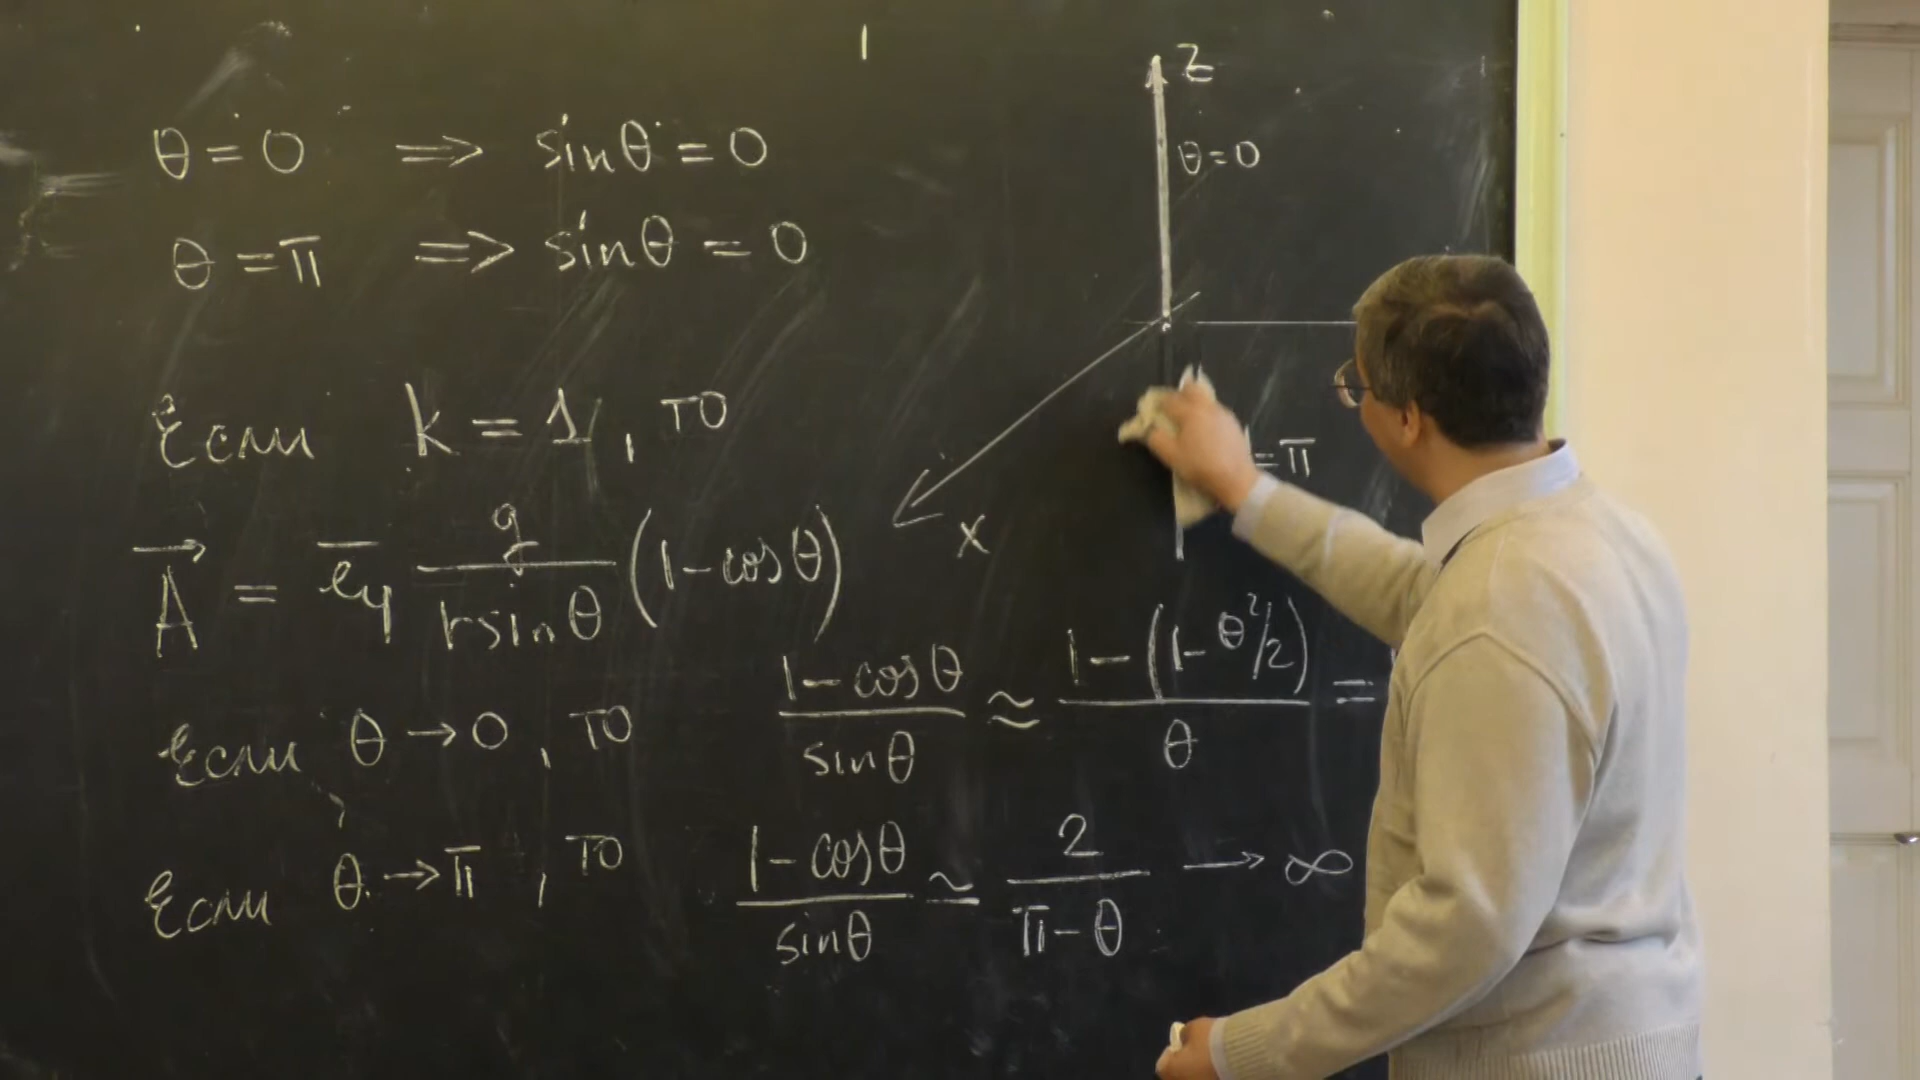 θ = 0 ⇒ sinθ = 0
θ = π ⇒ sinθ = 0
Если k = 1, то
A⃗ = e̅φ g/(r sinθ) (1 - cosθ)
Если θ → 0, то (1 - cosθ)/sinθ ≈ (1 - (1 - θ²/2))/θ =
Если θ → π, то (1 - cosθ)/sinθ ≈ 2/(π - θ) → ∞
z
θ = 0
= π
x